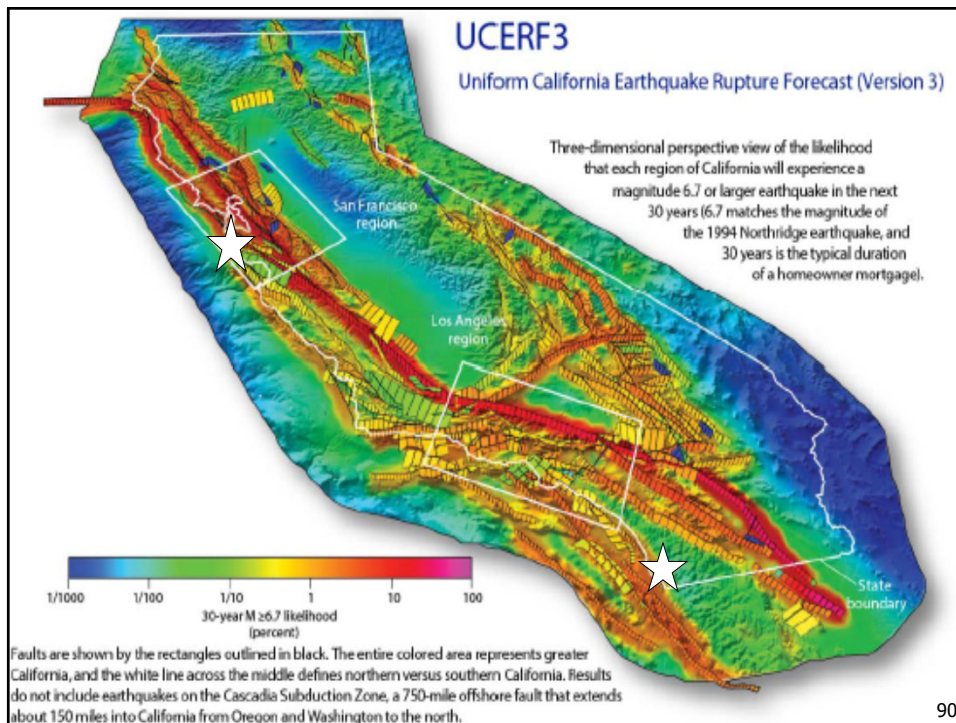 UCERF3
Uniform California Earthquake Rupture Forecast (Version 3)
Three-dimensional perspective view of the likelihood
that each region of California will experience a
magnitude 6.7 or larger earthquake in the next
30 years (6.7 matches the magnitude of
the 1994 Northridge earthquake, and
30 years is the typical duration
of a homeowner mortgage).
San Francisco
region
Los Angeles
region
State
boundary
1/1000 1/100 1/10 1 10 100
30-year M ≥6.7 likelihood
(percent)
Faults are shown by the rectangles outlined in black. The entire colored area represents greater
California, and the white line across the middle defines northern versus southern California. Results
do not include earthquakes on the Cascadia Subduction Zone, a 750-mile offshore fault that extends
about 150 miles into California from Oregon and Washington to the north.
90